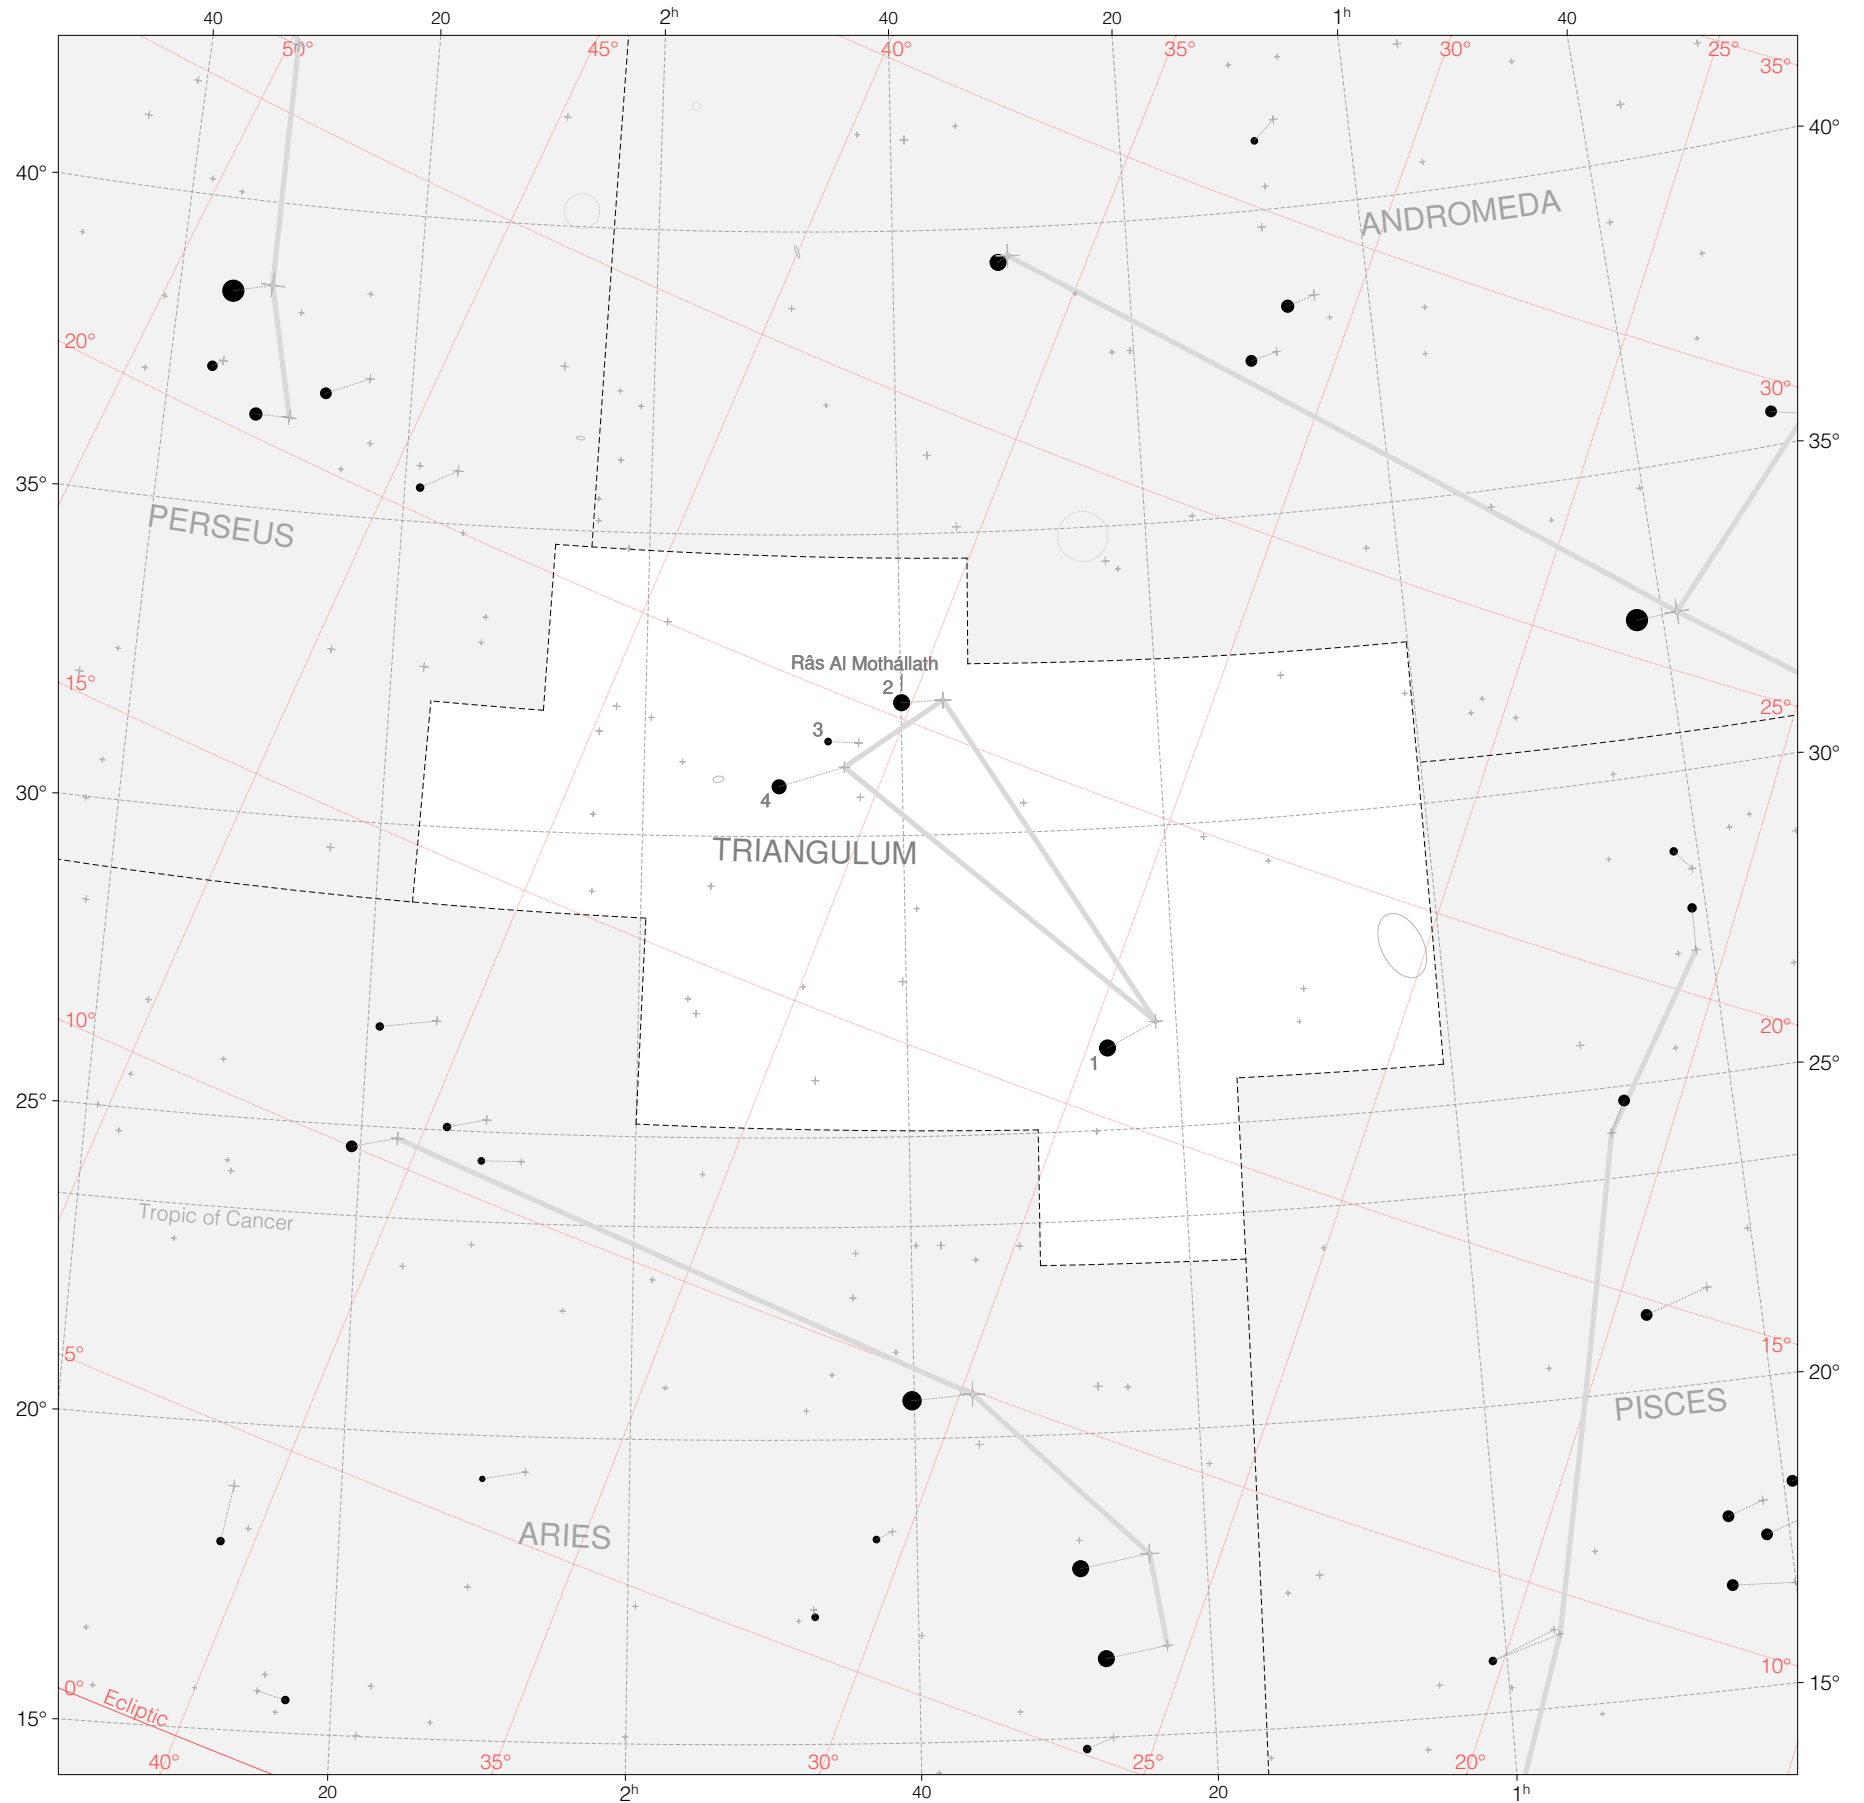 40 20 2h 40 20 1h 40
50° 45° 40° 35° 30° 25° 35°
40° 40°
ANDROMEDA
20° 30°
35° 35°
PERSEUS
Râs Al Mothállath
15° 2 25°
3
30° 4 30°
TRIANGULUM
10° 20°
1 25°
25°
Tropic of Cancer
5° 15°
20° 20°
PISCES
ARIES
0° Ecliptic 10°
15° 15°
40° 35° 30° 25° 20°
20 2h 40 20 1h